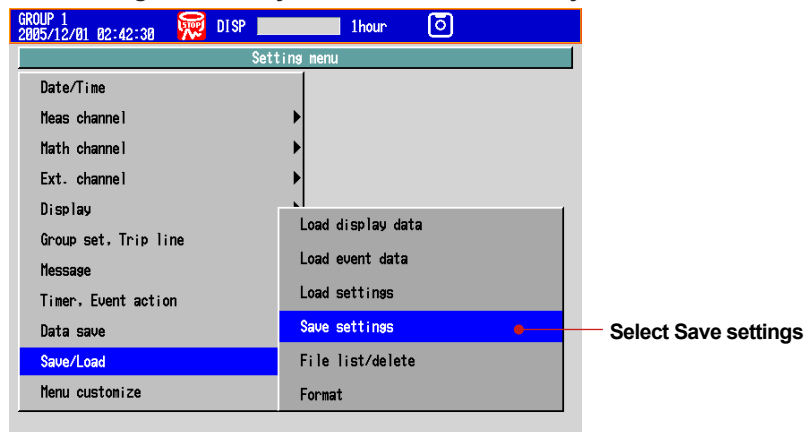 GROUP 1
2005/12/01 02:42:30 STOP DISP 1hour
Setting menu
Date/Time
Meas channel
Math channel
Ext. channel
Display
Group set, Trip line
Message
Timer, Event action
Data save
Save/Load
Menu customize
Load display data
Load event data
Load settings
Save settings
File list/delete
Format
Select Save settings